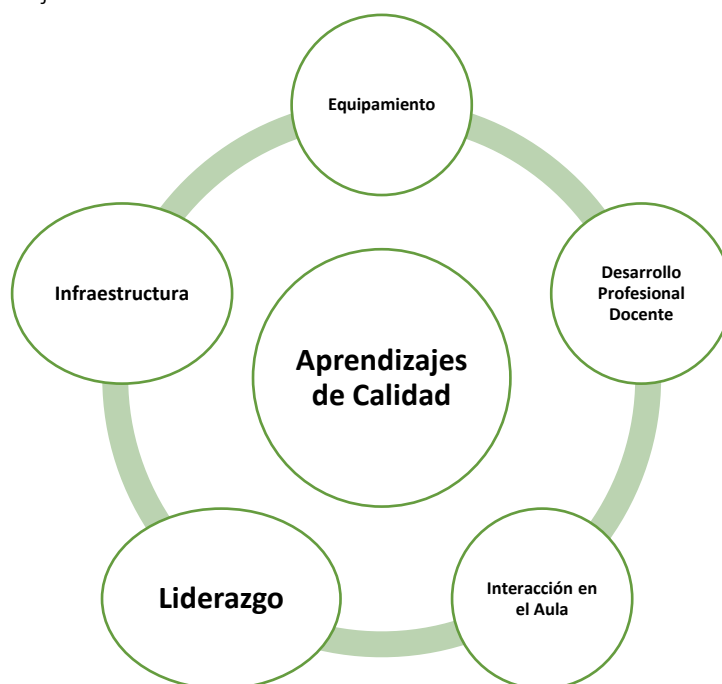 Equipamiento
Desarrollo
Profesional
Docente
Infraestructura
Aprendizajes
de Calidad
Liderazgo
Interacción en
el Aula